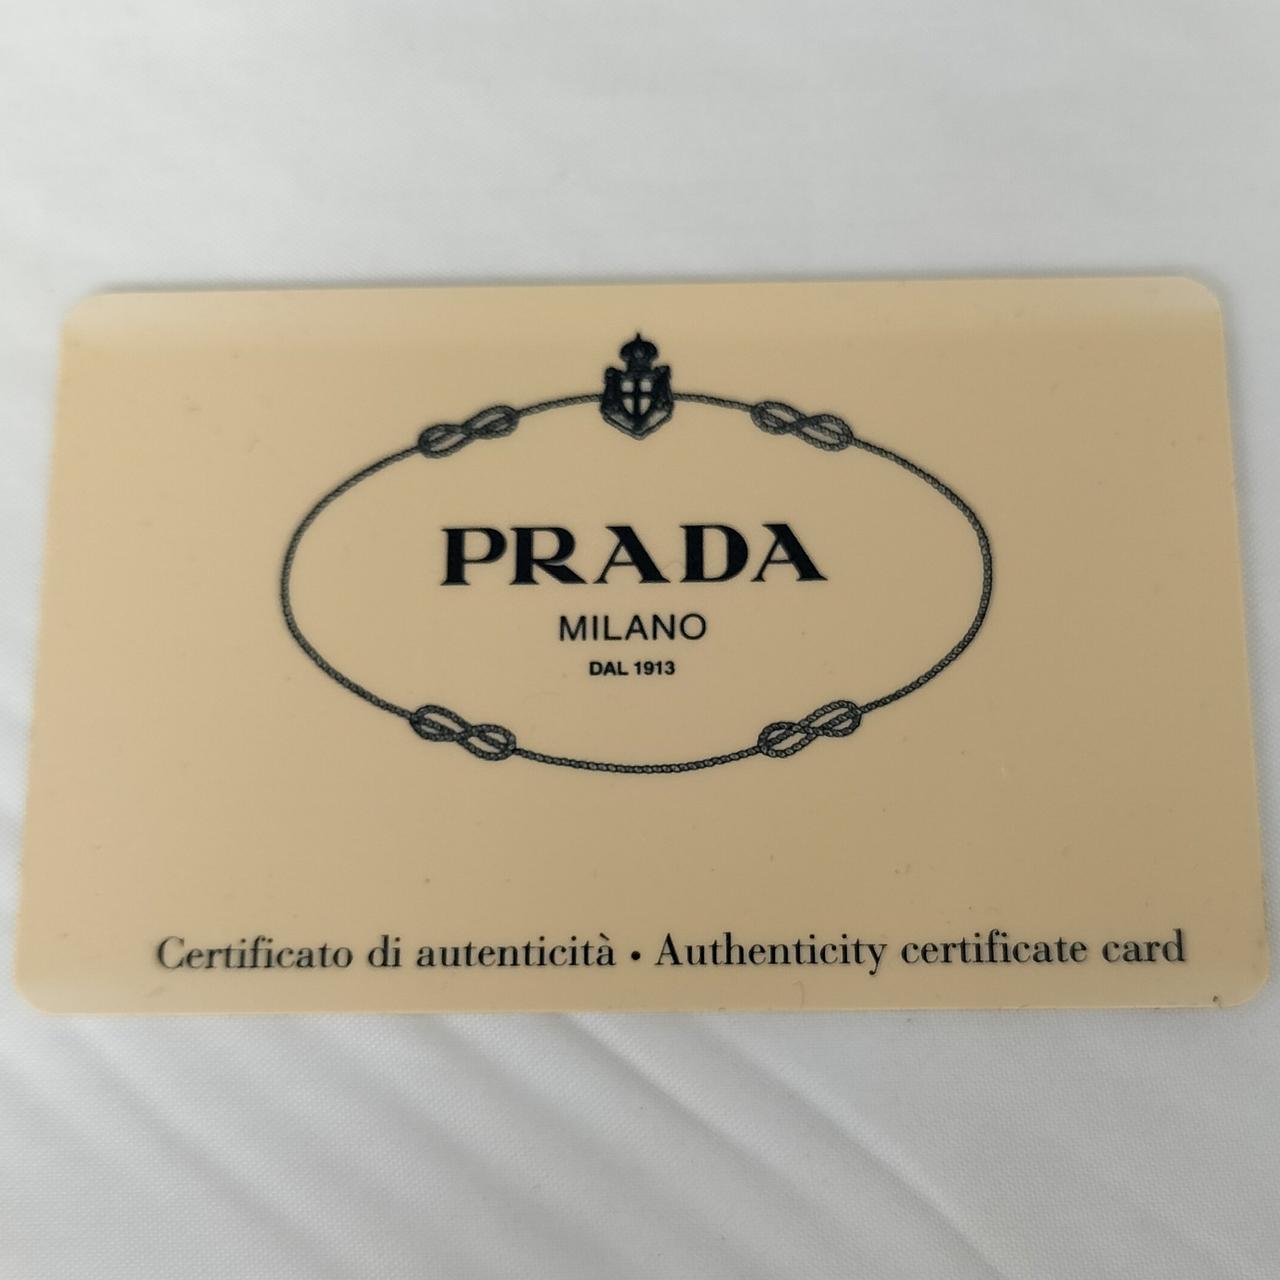 PRADA
MILANO
DAL 1913
Certificato di autenticità • Authenticity certificate card